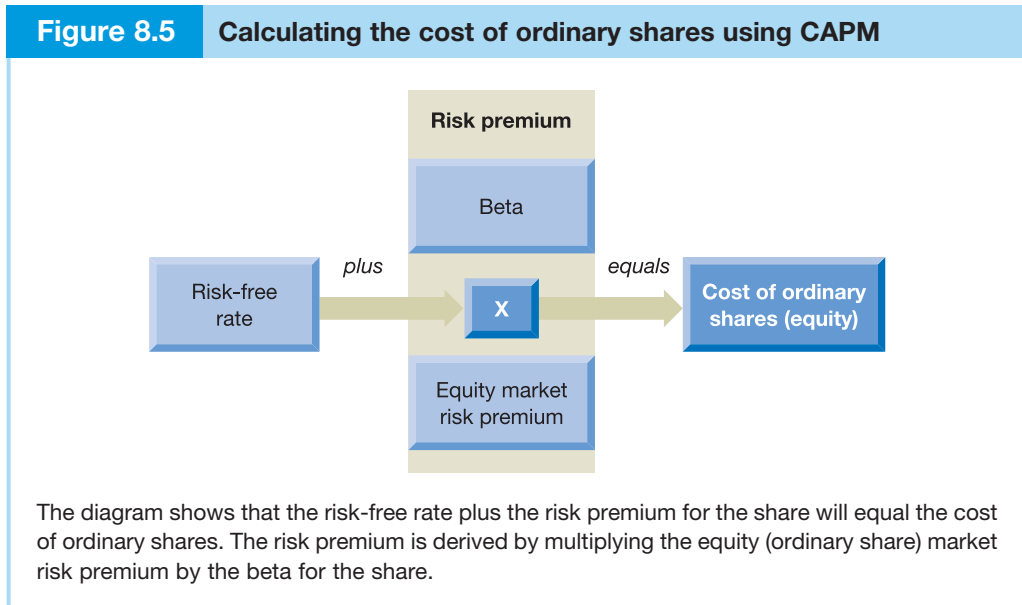 Figure 8.5
Calculating the cost of ordinary shares using CAPM
Risk premium
Beta
Risk-free
rate
plus
X
equals
Cost of ordinary
shares (equity)
Equity market
risk premium
The diagram shows that the risk-free rate plus the risk premium for the share will equal the cost
of ordinary shares. The risk premium is derived by multiplying the equity (ordinary share) market
risk premium by the beta for the share.